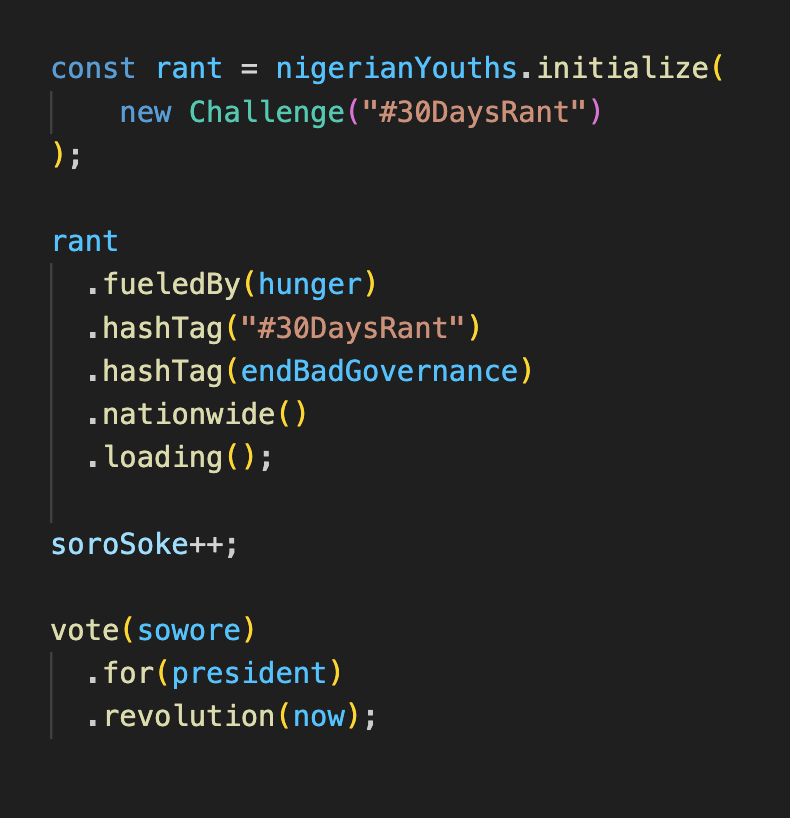 const rant = nigerianYouths.initialize(
    new Challenge("#30DaysRant")
);

rant
  .fueledBy(hunger)
  .hashTag("#30DaysRant")
  .hashTag(endBadGovernance)
  .nationwide()
  .loading();

soroSoke++;

vote(sowore)
  .for(president)
  .revolution(now);